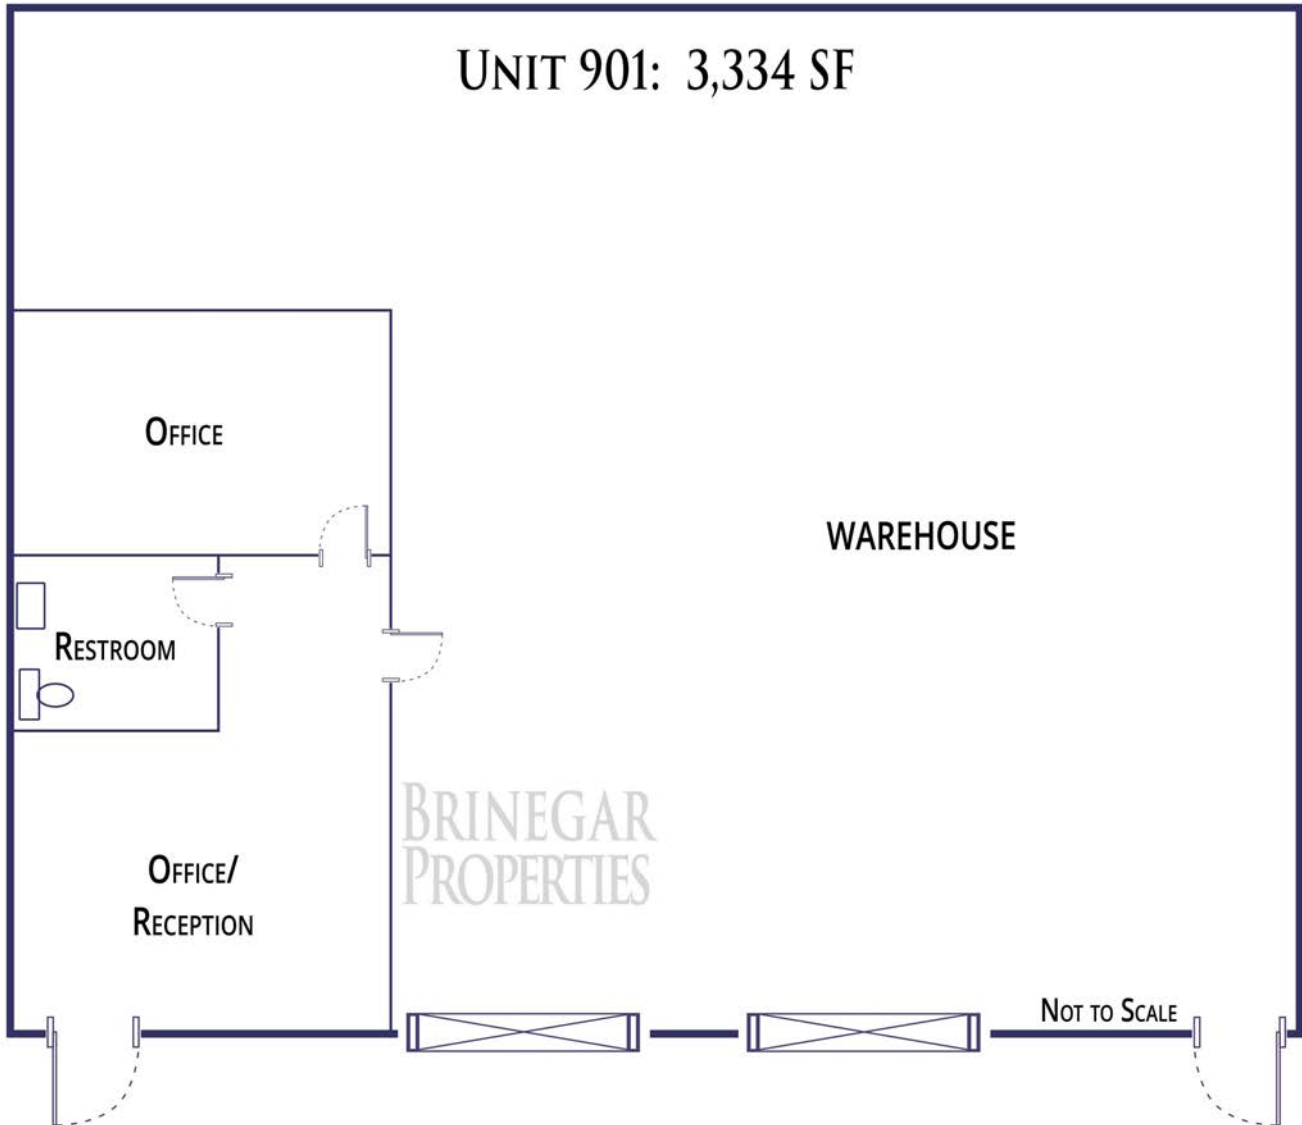 UNIT 901: 3,334 SF
OFFICE
WAREHOUSE
RESTROOM
BRINEGAR
PROPERTIES
OFFICE/
RECEPTION
NOT TO SCALE